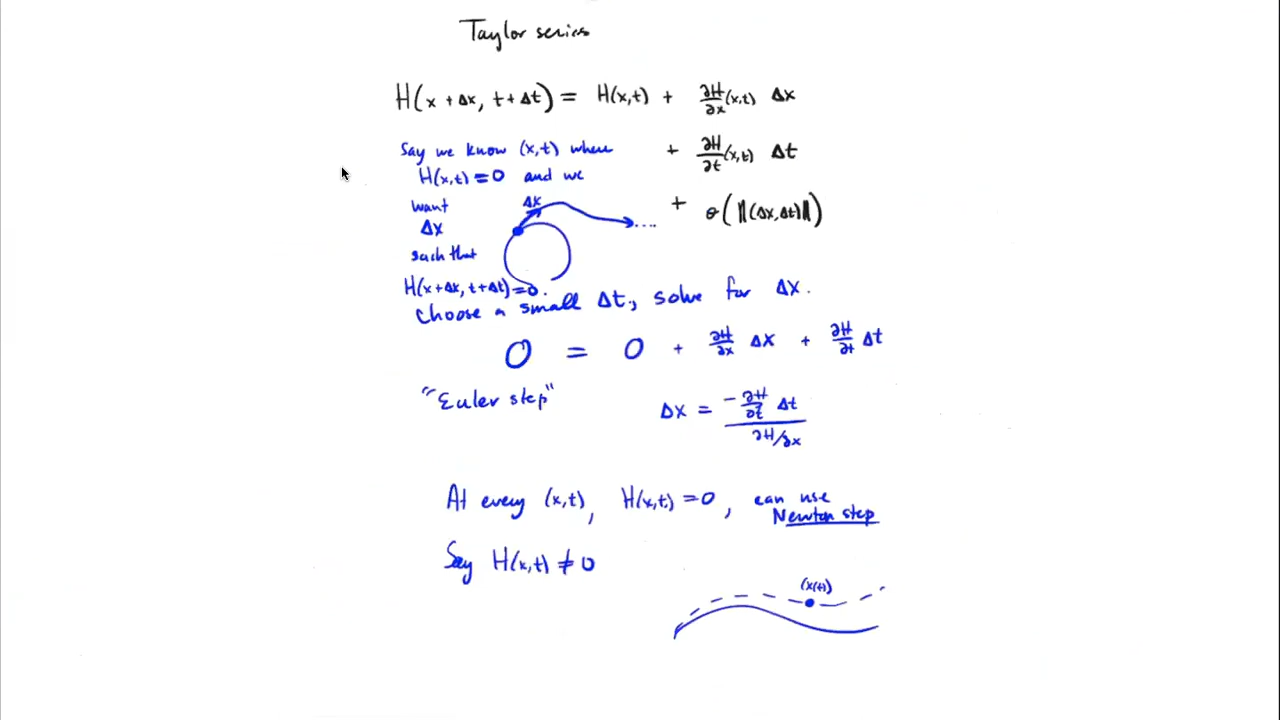 Taylor series
H(x + Δx, t + Δt) = H(x,t) + ∂H/∂x (x,t) Δx
+ ∂H/∂t (x,t) Δt
+ o(‖(Δx,Δt)‖)
Say we know (x,t) where
H(x,t) = 0 and we
want
Δx
such that
H(x+Δx, t+Δt) = 0.
Δx
....
Choose a small Δt, solve for Δx.
0 = 0 + ∂H/∂x Δx + ∂H/∂t Δt
"Euler step"
Δx = -∂H/∂t Δt / ∂H/∂x
At every (x,t), H(x,t) = 0, can use
Newton step
Say H(x,t) ≠ 0
(x(t))